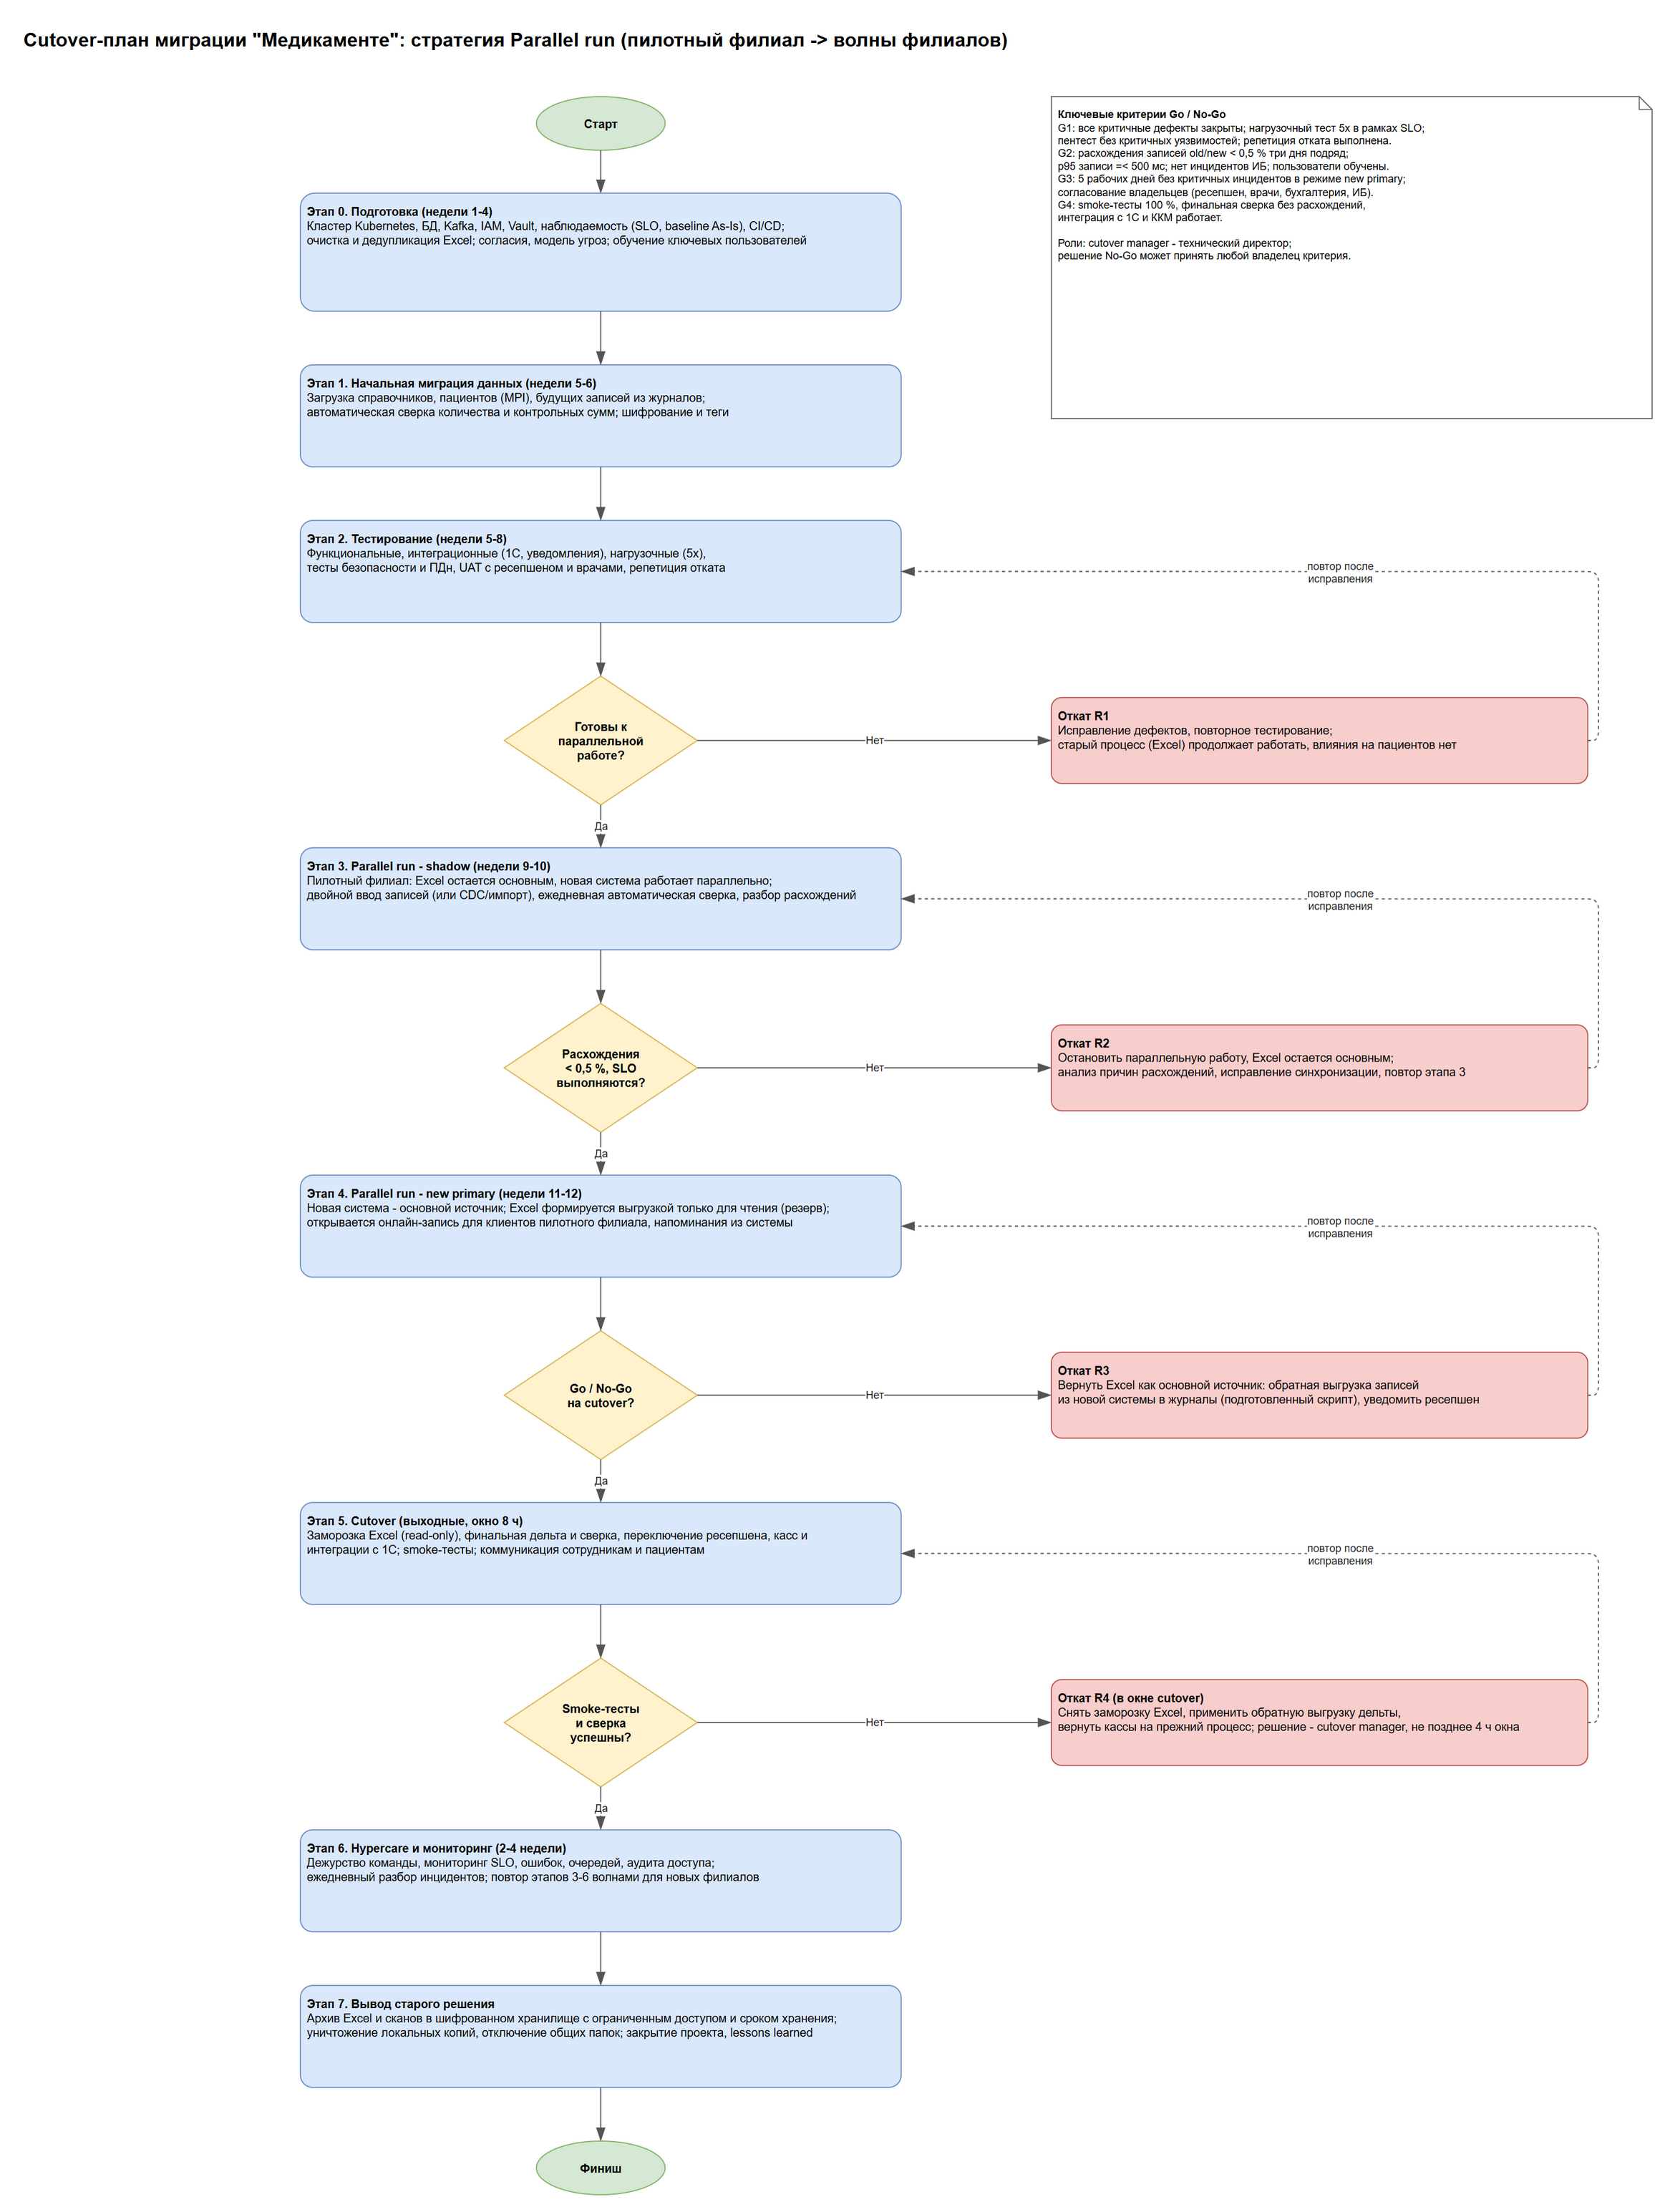 Cutover-план миграции "Медикаменте": стратегия Parallel run (пилотный филиал -> волны филиалов)
Старт
Ключевые критерии Go / No-Go
G1: все критичные дефекты закрыты; нагрузочный тест 5x в рамках SLO;
пентест без критичных уязвимостей; репетиция отката выполнена.
G2: расхождения записей old/new < 0,5 % три дня подряд;
p95 записи =< 500 мс; нет инцидентов ИБ; пользователи обучены.
G3: 5 рабочих дней без критичных инцидентов в режиме new primary;
согласование владельцев (ресепшен, врачи, бухгалтерия, ИБ).
G4: smoke-тесты 100 %, финальная сверка без расхождений,
интеграция с 1С и ККМ работает.
Роли: cutover manager - технический директор;
решение No-Go может принять любой владелец критерия.
Этап 0. Подготовка (недели 1-4)
Кластер Kubernetes, БД, Kafka, IAM, Vault, наблюдаемость (SLO, baseline As-Is), CI/CD;
очистка и дедупликация Excel; согласия, модель угроз; обучение ключевых пользователей
Этап 1. Начальная миграция данных (недели 5-6)
Загрузка справочников, пациентов (MPI), будущих записей из журналов;
автоматическая сверка количества и контрольных сумм; шифрование и теги
Этап 2. Тестирование (недели 5-8)
Функциональные, интеграционные (1С, уведомления), нагрузочные (5x),
тесты безопасности и ПДн, UAT с ресепшеном и врачами, репетиция отката
повтор после
исправления
Готовы к
параллельной
работе?
Нет
Откат R1
Исправление дефектов, повторное тестирование;
старый процесс (Excel) продолжает работать, влияния на пациентов нет
Да
Этап 3. Parallel run - shadow (недели 9-10)
Пилотный филиал: Excel остается основным, новая система работает параллельно;
двойной ввод записей (или CDC/импорт), ежедневная автоматическая сверка, разбор расхождений
повтор после
исправления
Расхождения
< 0,5 %, SLO
выполняются?
Нет
Откат R2
Остановить параллельную работу, Excel остается основным;
анализ причин расхождений, исправление синхронизации, повтор этапа 3
Да
Этап 4. Parallel run - new primary (недели 11-12)
Новая система - основной источник; Excel формируется выгрузкой только для чтения (резерв);
открывается онлайн-запись для клиентов пилотного филиала, напоминания из системы
повтор после
исправления
Go / No-Go
на cutover?
Нет
Откат R3
Вернуть Excel как основной источник: обратная выгрузка записей
из новой системы в журналы (подготовленный скрипт), уведомить ресепшен
Да
Этап 5. Cutover (выходные, окно 8 ч)
Заморозка Excel (read-only), финальная дельта и сверка, переключение ресепшена, касс и
интеграции с 1С; smoke-тесты; коммуникация сотрудникам и пациентам
повтор после
исправления
Smoke-тесты
и сверка
успешны?
Нет
Откат R4 (в окне cutover)
Снять заморозку Excel, применить обратную выгрузку дельты,
вернуть кассы на прежний процесс; решение - cutover manager, не позднее 4 ч окна
Да
Этап 6. Hypercare и мониторинг (2-4 недели)
Дежурство команды, мониторинг SLO, ошибок, очередей, аудита доступа;
ежедневный разбор инцидентов; повтор этапов 3-6 волнами для новых филиалов
Этап 7. Вывод старого решения
Архив Excel и сканов в шифрованном хранилище с ограниченным доступом и сроком хранения;
уничтожение локальных копий, отключение общих папок; закрытие проекта, lessons learned
Финиш